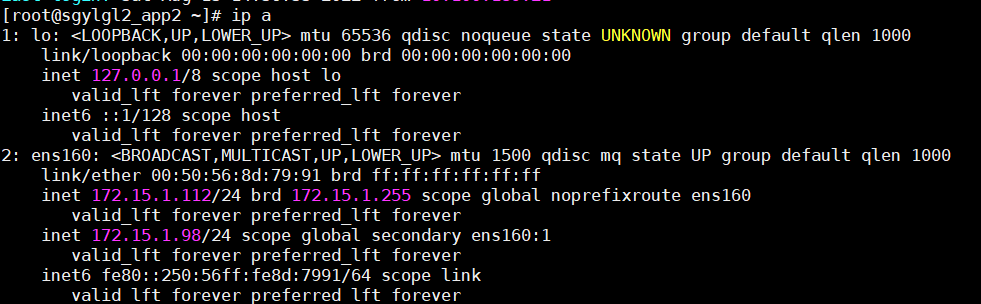 [root@sgylgl2_app2 ~]# ip a
1: lo: <LOOPBACK,UP,LOWER_UP> mtu 65536 qdisc noqueue state UNKNOWN group default qlen 1000
    link/loopback 00:00:00:00:00:00 brd 00:00:00:00:00:00
    inet 127.0.0.1/8 scope host lo
       valid_lft forever preferred_lft forever
    inet6 ::1/128 scope host
       valid_lft forever preferred_lft forever
2: ens160: <BROADCAST,MULTICAST,UP,LOWER_UP> mtu 1500 qdisc mq state UP group default qlen 1000
    link/ether 00:50:56:8d:79:91 brd ff:ff:ff:ff:ff:ff
    inet 172.15.1.112/24 brd 172.15.1.255 scope global noprefixroute ens160
       valid_lft forever preferred_lft forever
    inet 172.15.1.98/24 scope global secondary ens160:1
       valid_lft forever preferred_lft forever
    inet6 fe80::250:56ff:fe8d:7991/64 scope link
       valid_lft forever preferred_lft forever